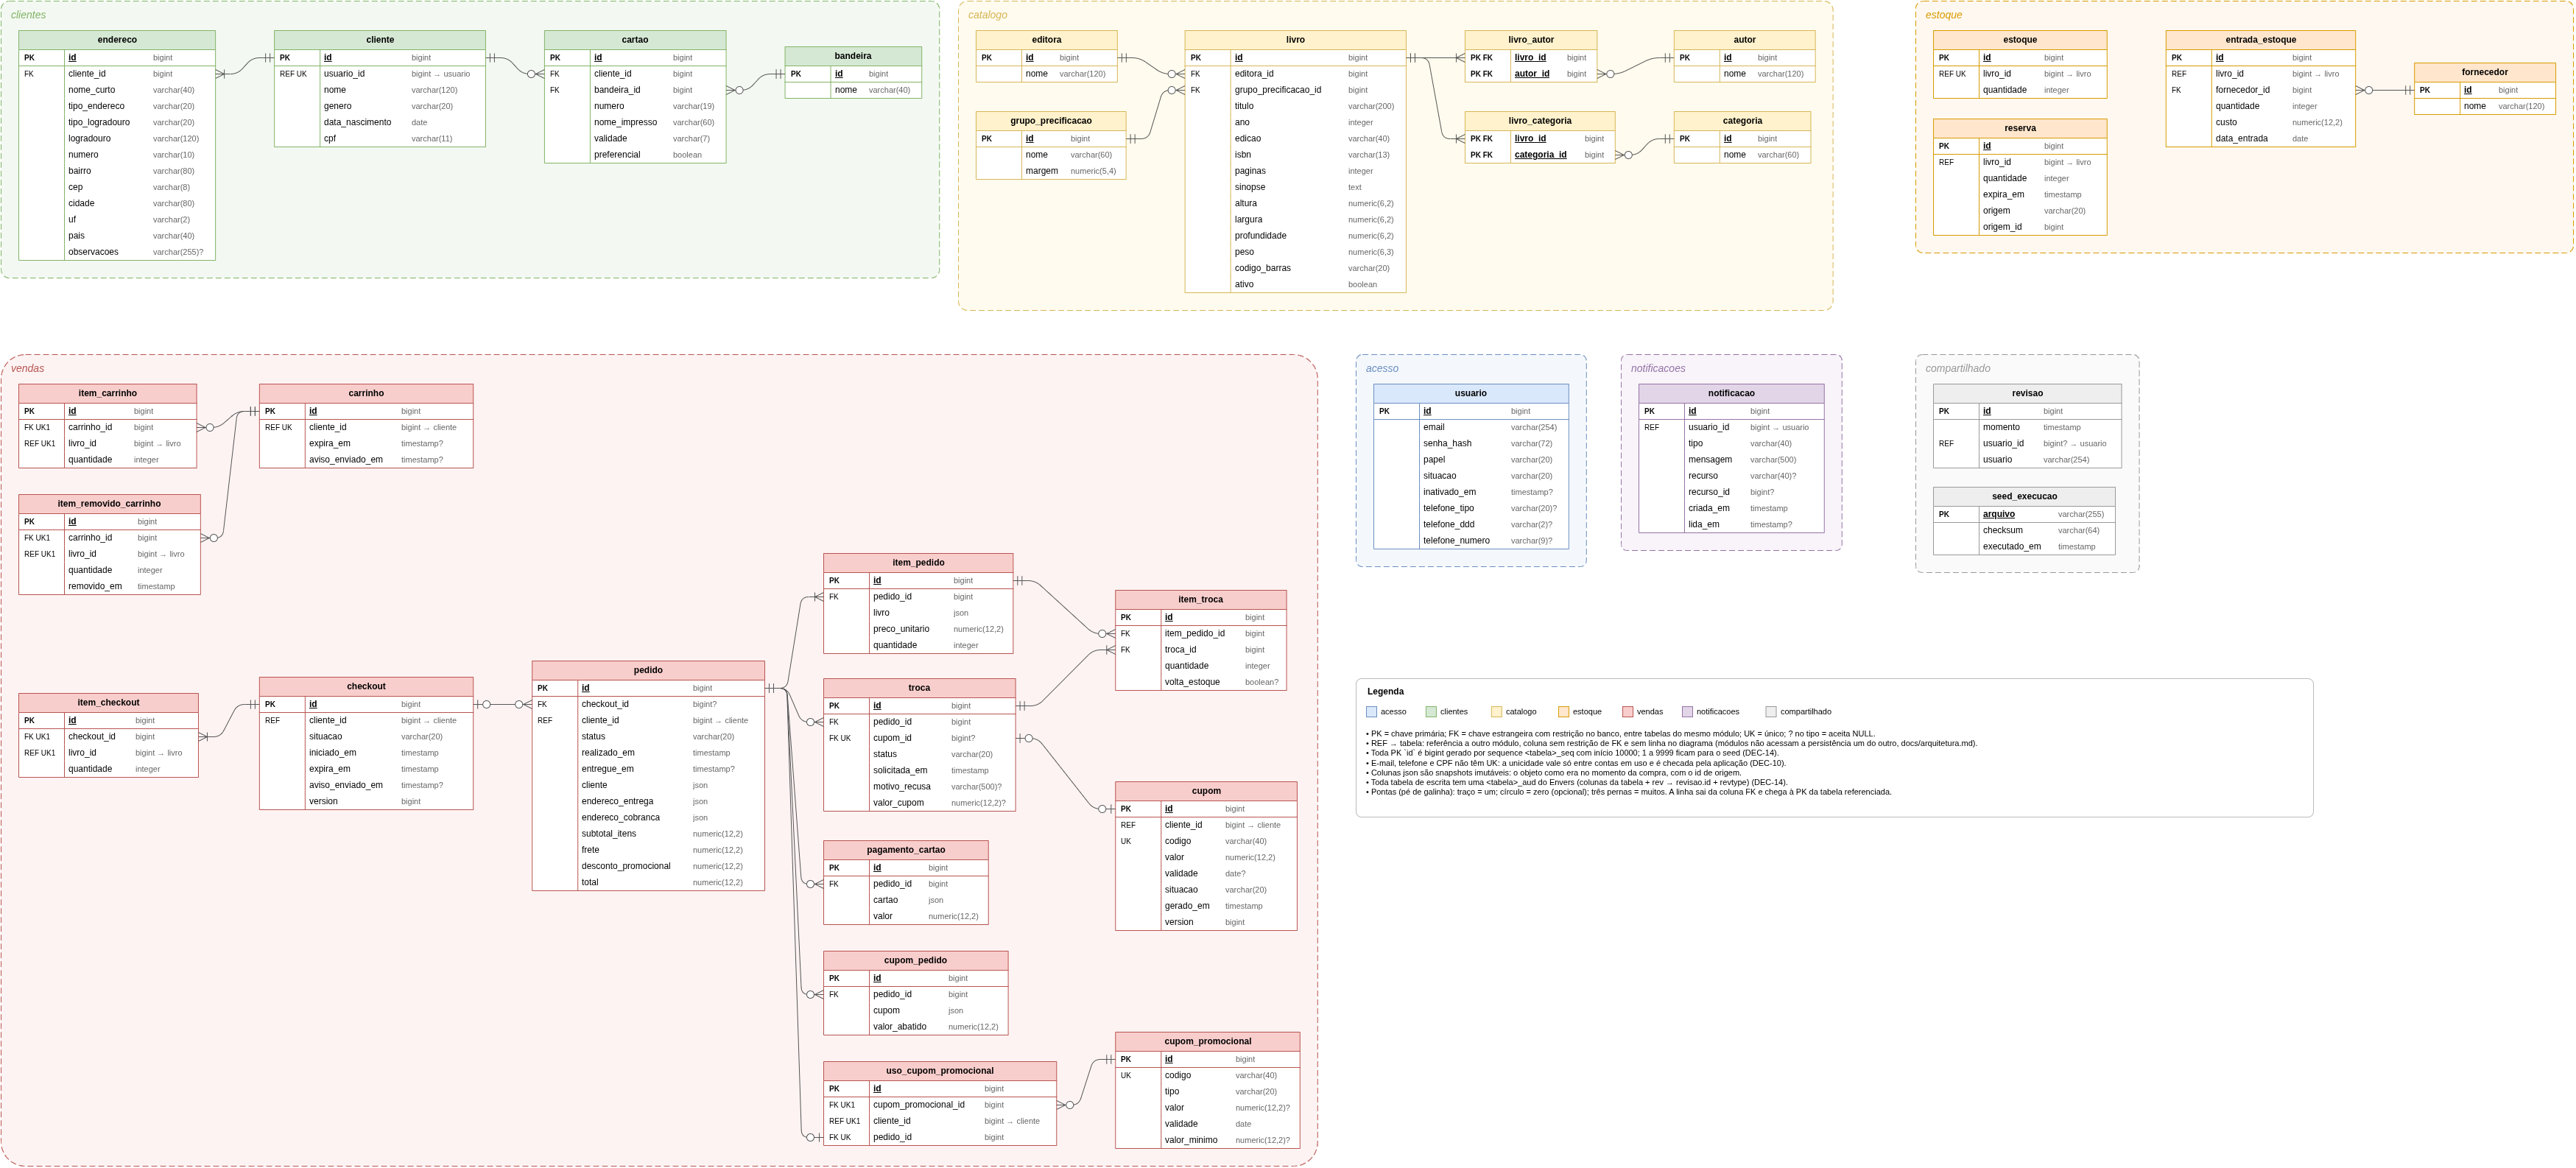 clientes
endereco
PK id bigint
FK cliente_id bigint
nome_curto varchar(40)
tipo_endereco varchar(20)
tipo_logradouro varchar(20)
logradouro varchar(120)
numero varchar(10)
bairro varchar(80)
cep varchar(8)
cidade varchar(80)
uf varchar(2)
pais varchar(40)
observacoes varchar(255)?
cliente
PK id bigint
REF UK usuario_id bigint → usuario
nome varchar(120)
genero varchar(20)
data_nascimento date
cpf varchar(11)
cartao
PK id bigint
FK cliente_id bigint
FK bandeira_id bigint
numero varchar(19)
nome_impresso varchar(60)
validade varchar(7)
preferencial boolean
bandeira
PK id bigint
nome varchar(40)
catalogo
editora
PK id bigint
nome varchar(120)
grupo_precificacao
PK id bigint
nome varchar(60)
margem numeric(5,4)
livro
PK id bigint
FK editora_id bigint
FK grupo_precificacao_id bigint
titulo varchar(200)
ano integer
edicao varchar(40)
isbn varchar(13)
paginas integer
sinopse text
altura numeric(6,2)
largura numeric(6,2)
profundidade numeric(6,2)
peso numeric(6,3)
codigo_barras varchar(20)
ativo boolean
livro_autor
PK FK livro_id bigint
PK FK autor_id bigint
livro_categoria
PK FK livro_id bigint
PK FK categoria_id bigint
autor
PK id bigint
nome varchar(120)
categoria
PK id bigint
nome varchar(60)
estoque
estoque
PK id bigint
REF UK livro_id bigint → livro
quantidade integer
reserva
PK id bigint
REF livro_id bigint → livro
quantidade integer
expira_em timestamp
origem varchar(20)
origem_id bigint
entrada_estoque
PK id bigint
REF livro_id bigint → livro
FK fornecedor_id bigint
quantidade integer
custo numeric(12,2)
data_entrada date
fornecedor
PK id bigint
nome varchar(120)
vendas
item_carrinho
PK id bigint
FK UK1 carrinho_id bigint
REF UK1 livro_id bigint → livro
quantidade integer
carrinho
PK id bigint
REF UK cliente_id bigint → cliente
expira_em timestamp?
aviso_enviado_em timestamp?
item_removido_carrinho
PK id bigint
FK UK1 carrinho_id bigint
REF UK1 livro_id bigint → livro
quantidade integer
removido_em timestamp
item_checkout
PK id bigint
FK UK1 checkout_id bigint
REF UK1 livro_id bigint → livro
quantidade integer
checkout
PK id bigint
REF cliente_id bigint → cliente
situacao varchar(20)
iniciado_em timestamp
expira_em timestamp
aviso_enviado_em timestamp?
version bigint
pedido
PK id bigint
FK checkout_id bigint?
REF cliente_id bigint → cliente
status varchar(20)
realizado_em timestamp
entregue_em timestamp?
cliente json
endereco_entrega json
endereco_cobranca json
subtotal_itens numeric(12,2)
frete numeric(12,2)
desconto_promocional numeric(12,2)
total numeric(12,2)
item_pedido
PK id bigint
FK pedido_id bigint
livro json
preco_unitario numeric(12,2)
quantidade integer
troca
PK id bigint
FK pedido_id bigint
FK UK cupom_id bigint?
status varchar(20)
solicitada_em timestamp
motivo_recusa varchar(500)?
valor_cupom numeric(12,2)?
pagamento_cartao
PK id bigint
FK pedido_id bigint
cartao json
valor numeric(12,2)
cupom_pedido
PK id bigint
FK pedido_id bigint
cupom json
valor_abatido numeric(12,2)
uso_cupom_promocional
PK id bigint
FK UK1 cupom_promocional_id bigint
REF UK1 cliente_id bigint → cliente
FK UK pedido_id bigint
item_troca
PK id bigint
FK item_pedido_id bigint
FK troca_id bigint
quantidade integer
volta_estoque boolean?
cupom
PK id bigint
REF cliente_id bigint → cliente
UK codigo varchar(40)
valor numeric(12,2)
validade date?
situacao varchar(20)
gerado_em timestamp
version bigint
cupom_promocional
PK id bigint
UK codigo varchar(40)
tipo varchar(20)
valor numeric(12,2)?
validade date
valor_minimo numeric(12,2)?
acesso
usuario
PK id bigint
email varchar(254)
senha_hash varchar(72)
papel varchar(20)
situacao varchar(20)
inativado_em timestamp?
telefone_tipo varchar(20)?
telefone_ddd varchar(2)?
telefone_numero varchar(9)?
notificacoes
notificacao
PK id bigint
REF usuario_id bigint → usuario
tipo varchar(40)
mensagem varchar(500)
recurso varchar(40)?
recurso_id bigint?
criada_em timestamp
lida_em timestamp?
compartilhado
revisao
PK id bigint
momento timestamp
REF usuario_id bigint? → usuario
usuario varchar(254)
seed_execucao
PK arquivo varchar(255)
checksum varchar(64)
executado_em timestamp
Legenda
acesso clientes catalogo estoque vendas notificacoes compartilhado
• PK = chave primária; FK = chave estrangeira com restrição no banco, entre tabelas do mesmo módulo; UK = único; ? no tipo = aceita NULL.
• REF → tabela: referência a outro módulo, coluna sem restrição de FK e sem linha no diagrama (módulos não acessam a persistência um do outro, docs/arquitetura.md).
• Toda PK `id` é bigint gerado por sequence <tabela>_seq com início 10000; 1 a 9999 ficam para o seed (DEC-14).
• E-mail, telefone e CPF não têm UK: a unicidade vale só entre contas em uso e é checada pela aplicação (DEC-10).
• Colunas json são snapshots imutáveis: o objeto como era no momento da compra, com o id de origem.
• Toda tabela de escrita tem uma <tabela>_aud do Envers (colunas da tabela + rev → revisao.id + revtype) (DEC-14).
• Pontas (pé de galinha): traço = um; círculo = zero (opcional); três pernas = muitos. A linha sai da coluna FK e chega à PK da tabela referenciada.